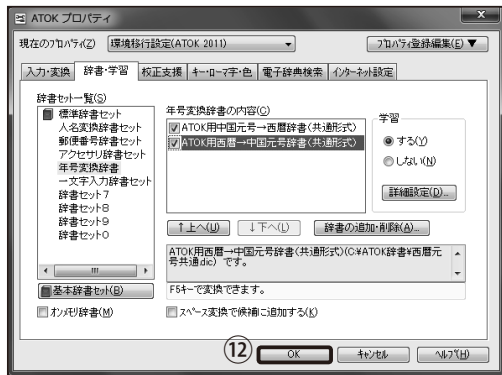 ATOK プロパティ
現在のプロパティ(Z) 環境移行設定(ATOK 2011) プロパティ登録編集(E)▼
入力・変換 辞書・学習 校正支援 キー・ローマ字・色 電子辞典検索 インターネット設定
辞書セット一覧(S)
標準辞書セット
人名変換辞書セット
郵便番号辞書セット
アクセサリ辞書セット
年号変換辞書
一文字入力辞書セット
辞書セット7
辞書セット8
辞書セット9
辞書セット0
基本辞書セット(B)
オンメモリ辞書(M)
年号変換辞書の内容(C)
ATOK用中国元号→西暦辞書(共通形式)
ATOK用西暦→中国元号辞書(共通形式)
↑上へ(U) ↓下へ(J) 辞書の追加・削除(A)...
ATOK用西暦→中国元号辞書(共通形式)(C:¥ATOK辞書¥西暦元
号共通.dic) です。
F5キーで変換できます。
スペース変換で候補に追加する(K)
学習
する(Y)
しない(N)
詳細設定(D)...
⑫ OK キャンセル ヘルプ(H)